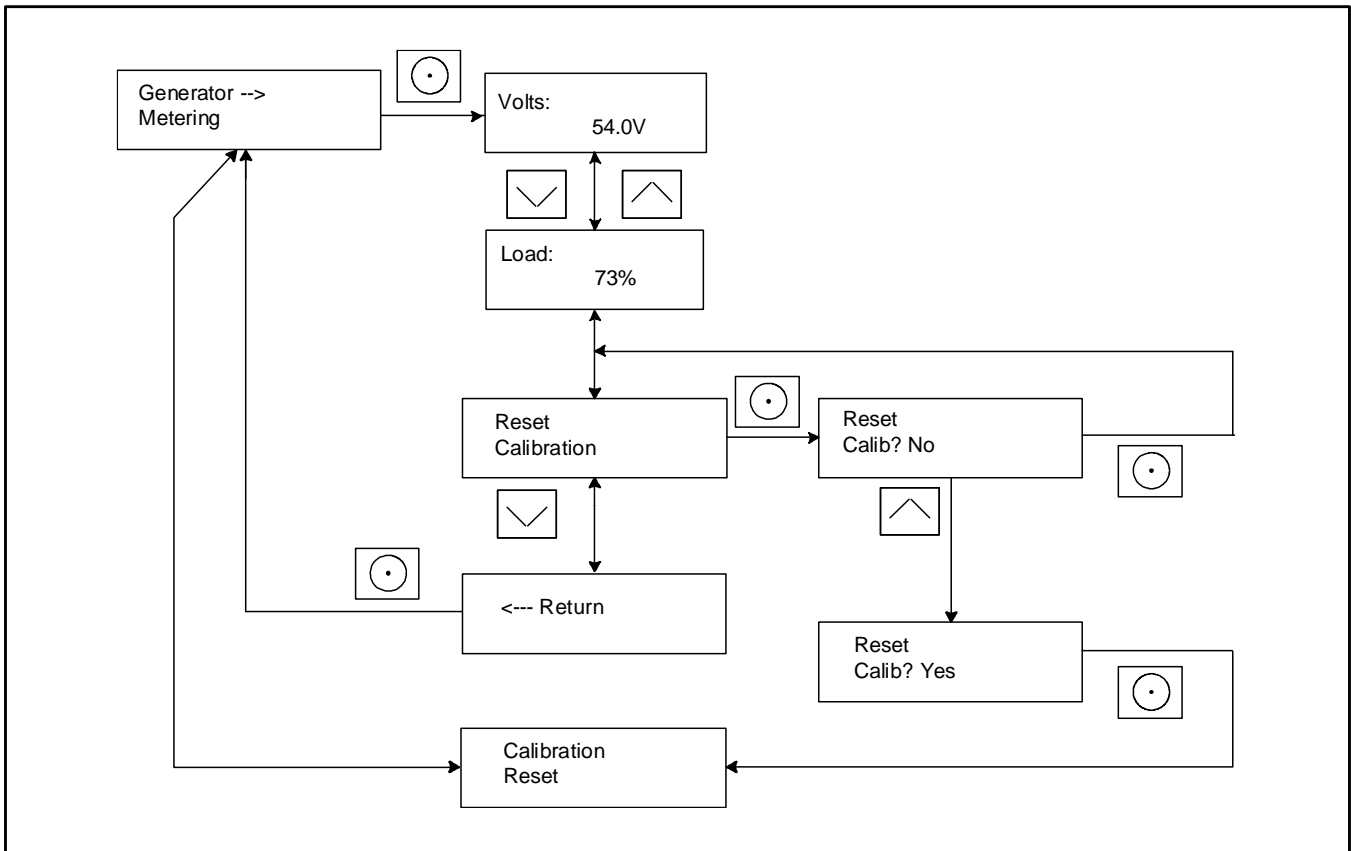 Generator -->
Metering
Volts:
54.0V
Load:
73%
Reset
Calibration
Reset
Calib? No
<--- Return
Reset
Calib? Yes
Calibration
Reset